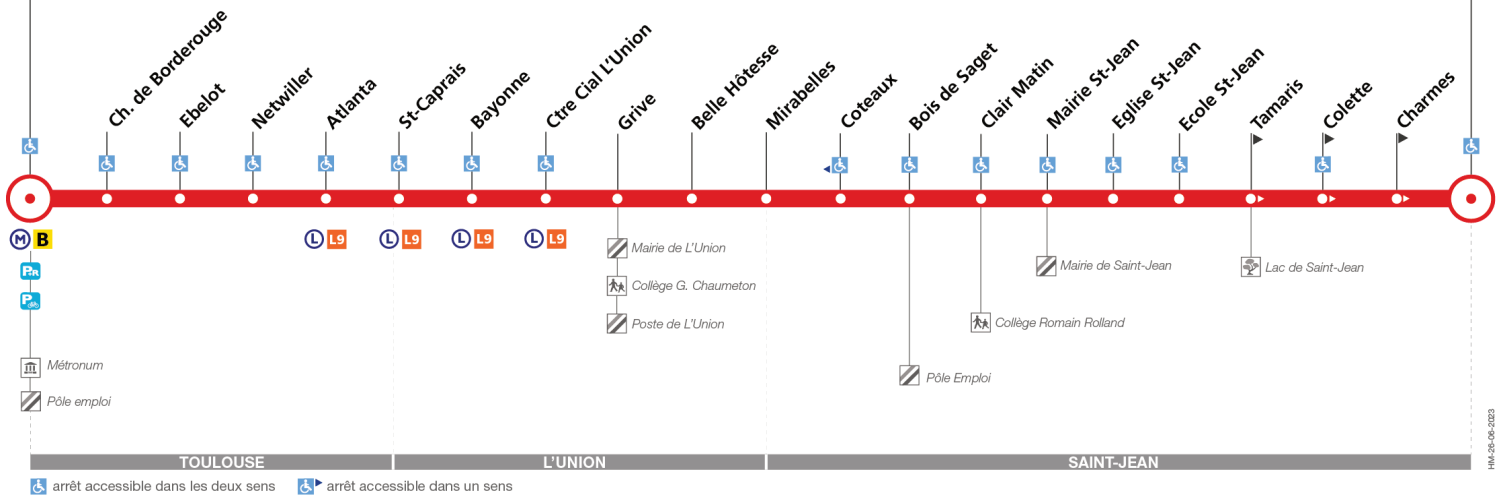 Ch. de Borderouge
Ebelot
Netwiller
Atlanta
St-Caprais
Bayonne
Ctre Cial L'Union
Grive
Belle Hôtesse
Mirabelles
Coteaux
Bois de Saget
Clair Matin
Mairie St-Jean
Eglise St-Jean
Ecole St-Jean
Tamaris
Colette
Charmes
M B
L L9
L L9
L L9
L L9
P+R
P
Mairie de L'Union
Collège G. Chaumeton
Poste de L'Union
Mairie de Saint-Jean
Lac de Saint-Jean
Collège Romain Rolland
Métronum
Pôle Emploi
Pôle emploi
HM-26-06-2023
TOULOUSE
L'UNION
SAINT-JEAN
arrêt accessible dans les deux sens
arrêt accessible dans un sens